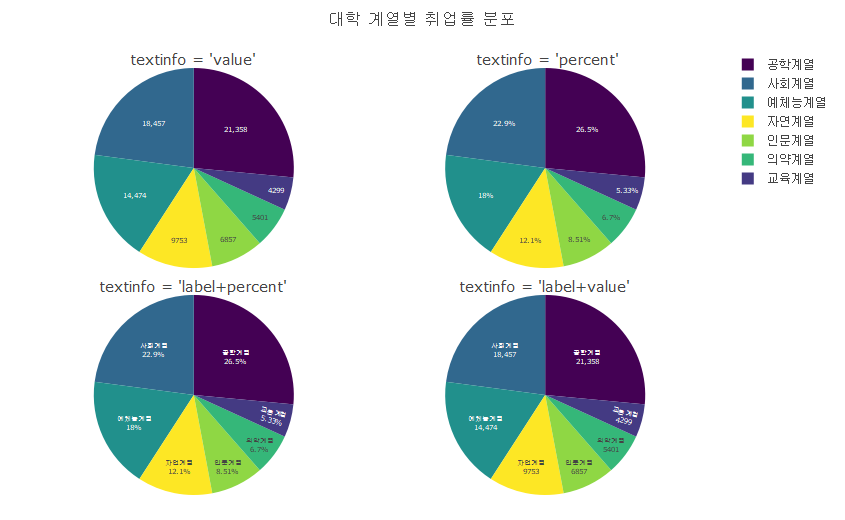 대학 계열별 취업률 분포
textinfo = 'value'
18,457
21,358
14,474
4299
5401
9753
6857
textinfo = 'percent'
22.9%
26.5%
18%
5.33%
6.7%
12.1%
8.51%
공학계열
사회계열
예체능계열
자연계열
인문계열
의약계열
교육계열
textinfo = 'label+percent'
사회계열
22.9%
공학계열
26.5%
예체능계열
18%
교육계열
5.33%
의약계열
6.7%
자연계열
12.1%
인문계열
8.51%
textinfo = 'label+value'
사회계열
18,457
공학계열
21,358
예체능계열
14,474
교육계열
4299
의약계열
5401
자연계열
9753
인문계열
6857